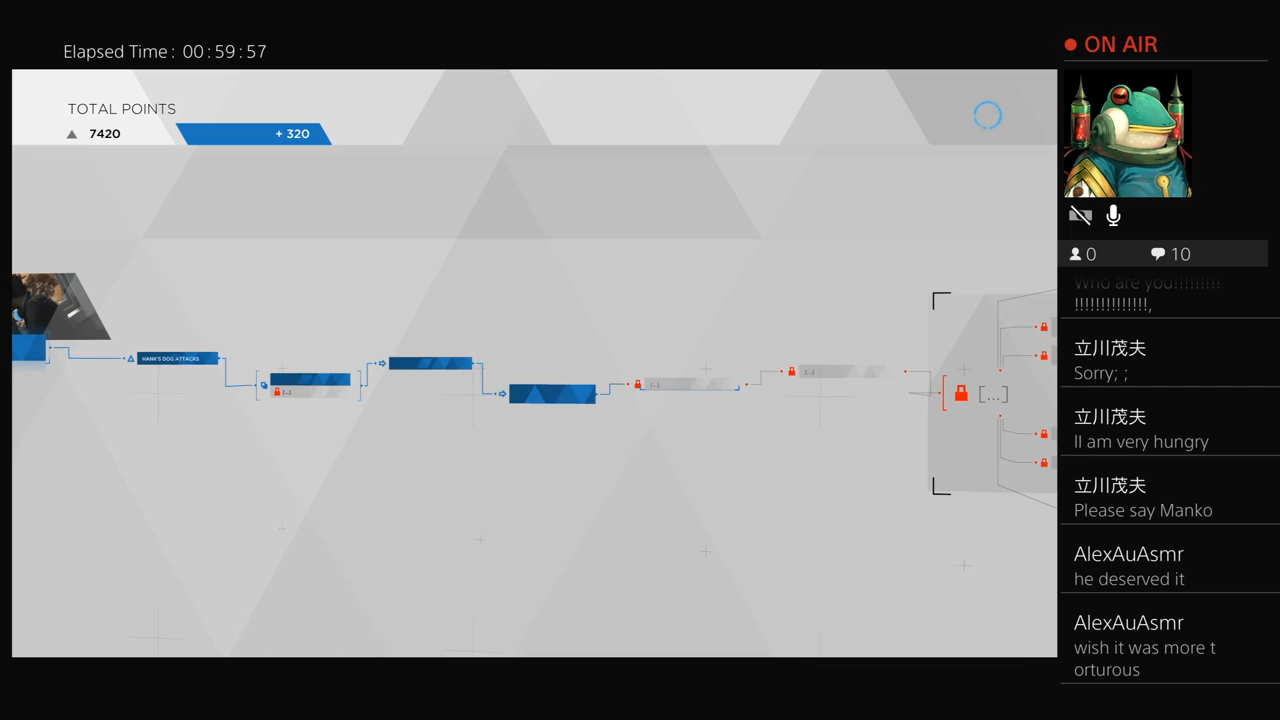 Elapsed Time : 00:59:57
ON AIR
TOTAL POINTS
7420
+ 320
0
10
Who are you!!!!!!!!!
!!!!!!!!!!!!!!,
HANK'S DOG ATTACKS
[...]
[...]
[...]
[...]
立川茂夫
Sorry; ;
立川茂夫
II am very hungry
立川茂夫
Please say Manko
AlexAuAsmr
he deserved it
AlexAuAsmr
wish it was more t
orturous